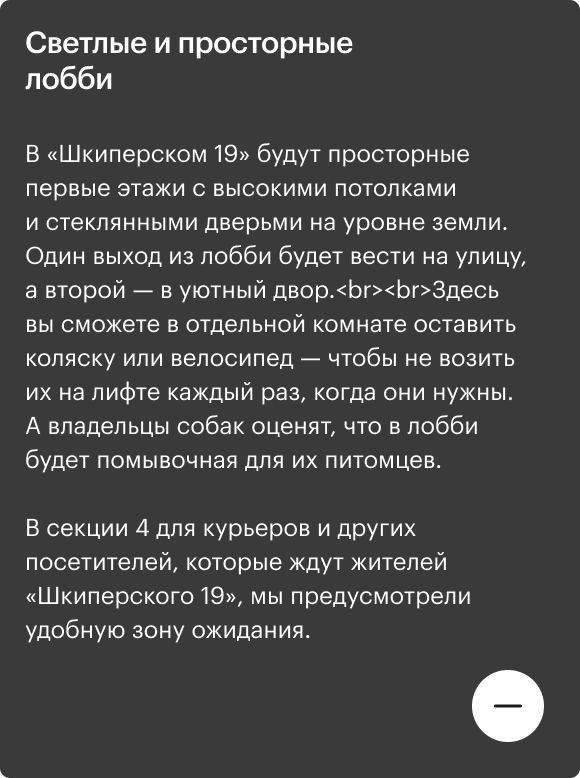 Светлые и просторные
лобби
В «Шкиперском 19» будут просторные
первые этажи с высокими потолками
и стеклянными дверьми на уровне земли.
Один выход из лобби будет вести на улицу,
а второй — в уютный двор.<br><br>Здесь
вы сможете в отдельной комнате оставить
коляску или велосипед — чтобы не возить
их на лифте каждый раз, когда они нужны.
А владельцы собак оценят, что в лобби
будет помывочная для их питомцев.
В секции 4 для курьеров и других
посетителей, которые ждут жителей
«Шкиперского 19», мы предусмотрели
удобную зону ожидания.